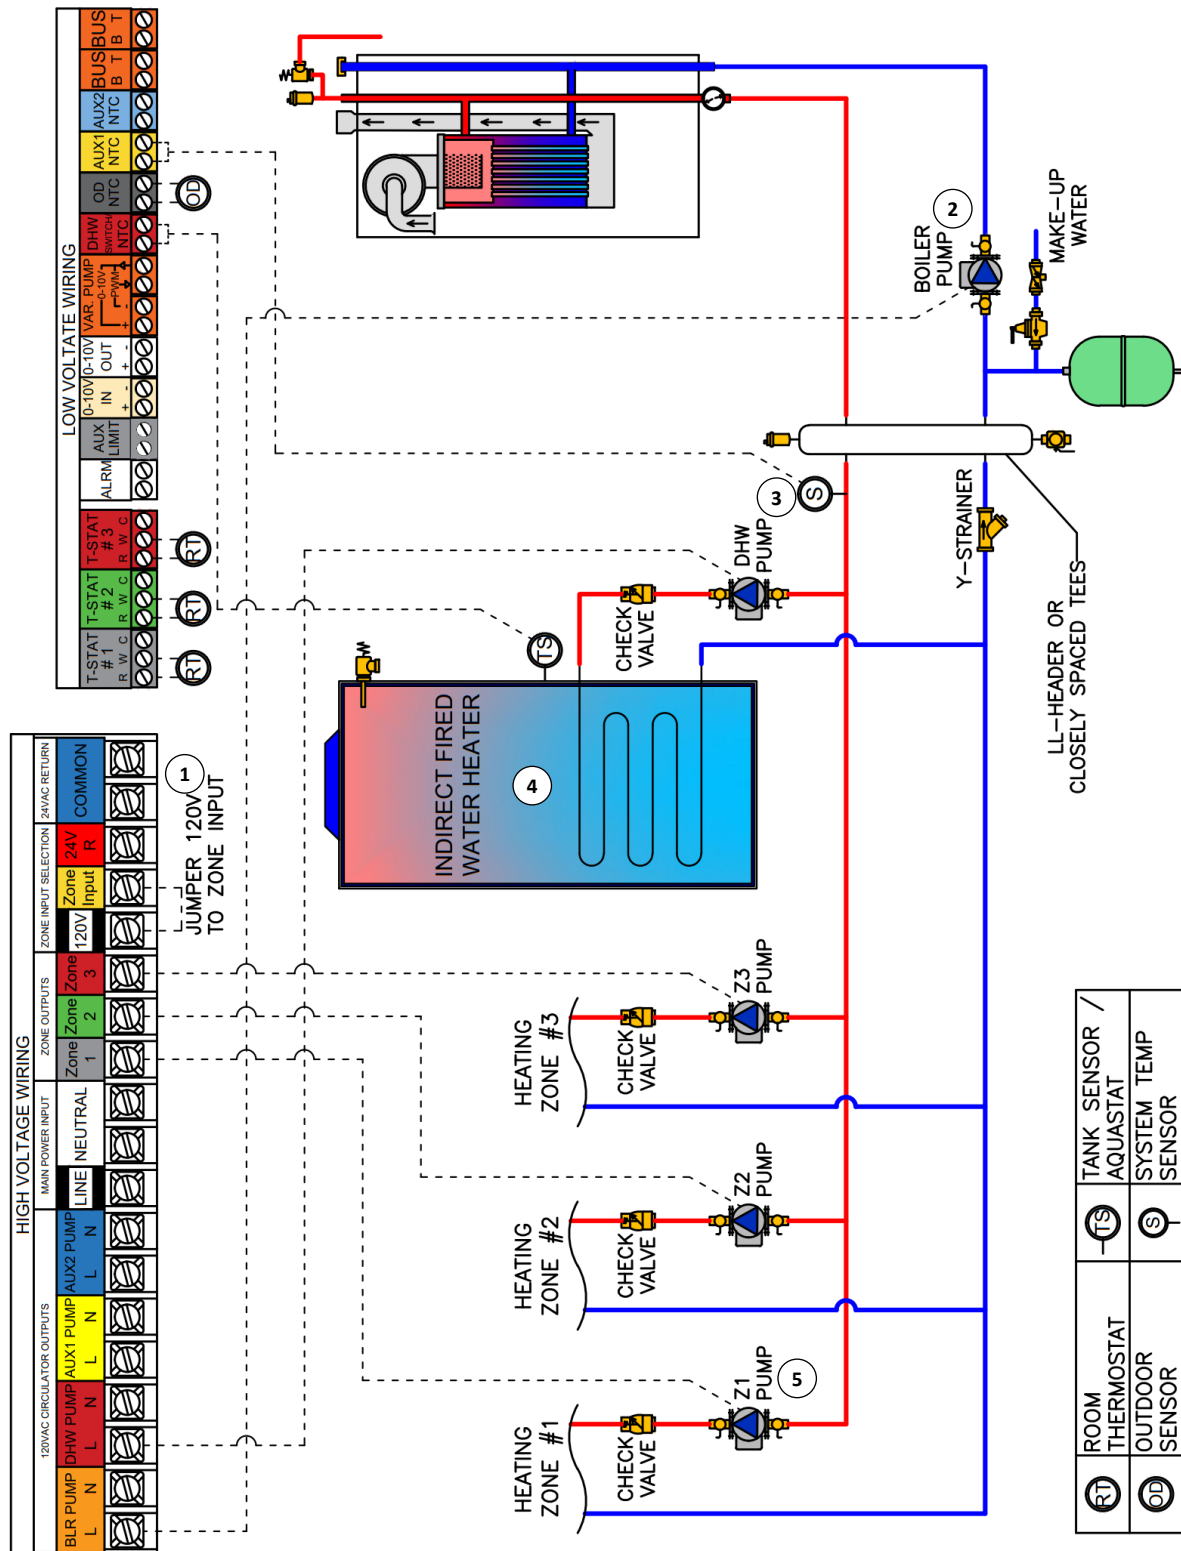 HIGH VOLTAGE WIRING
120VAC CIRCULATOR OUTPUTS
MAIN POWER INPUT
ZONE OUTPUTS
ZONE INPUT SELECTION
24VAC RETURN
BLR PUMP
L N
DHW PUMP
L N
AUX1 PUMP
L N
AUX2 PUMP
L N
LINE
NEUTRAL
Zone
1
Zone
2
Zone
3
120V
Zone
Input
24V
R
COMMON
1
JUMPER 120V
TO ZONE INPUT
LOW VOLTATE WIRING
T-STAT
#1
R W C
T-STAT
#2
R W C
T-STAT
#3
R W C
ALRM
AUX
LIMIT
0-10V
IN
+ -
0-10V
OUT
+ -
VAR. PUMP
0-10V
PWM
+ -
DHW
SWITCH/
NTC
OD
NTC
AUX1
NTC
AUX2
NTC
BUS
B T
BUS
B T
RT
RT
RT
OD
INDIRECT FIRED
WATER HEATER
4
TS
CHECK
VALVE
DHW
PUMP
3
S
BOILER
PUMP
2
MAKE-UP
WATER
Y-STRAINER
LL-HEADER OR
CLOSELY SPACED TEES
HEATING
ZONE #1
CHECK
VALVE
Z1
PUMP
5
HEATING
ZONE #2
CHECK
VALVE
Z2
PUMP
HEATING
ZONE #3
CHECK
VALVE
Z3
PUMP
RT
ROOM
THERMOSTAT
TS
TANK SENSOR /
AQUASTAT
OD
OUTDOOR
SENSOR
S
SYSTEM TEMP
SENSOR